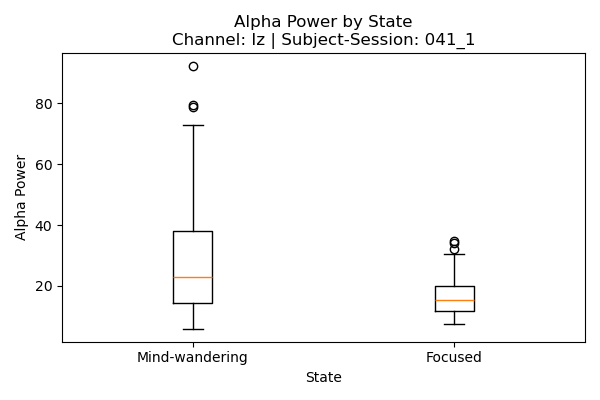 Alpha Power by State
Channel: Iz | Subject-Session: 041_1
Alpha Power
80
60
40
20
Mind-wandering
Focused
State